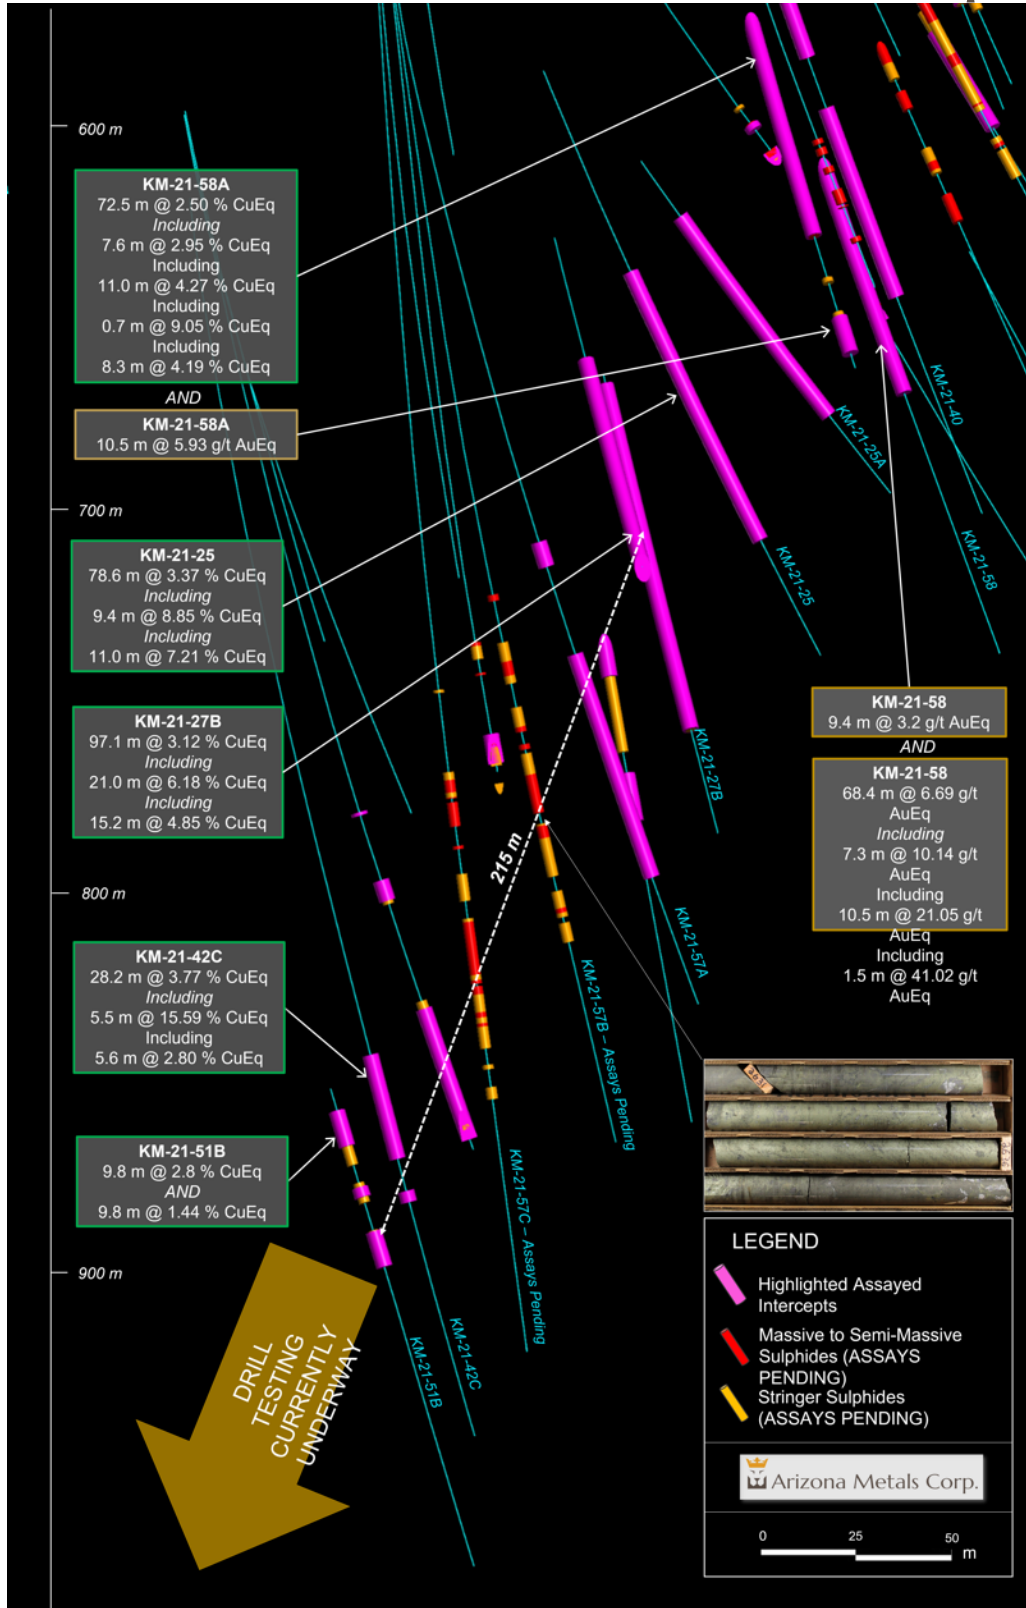 600 m
KM-21-58A
72.5 m @ 2.50 % CuEq
Including
7.6 m @ 2.95 % CuEq
Including
11.0 m @ 4.27 % CuEq
Including
0.7 m @ 9.05 % CuEq
Including
8.3 m @ 4.19 % CuEq
AND
KM-21-58A
10.5 m @ 5.93 g/t AuEq
KM-21-40
KM-21-25A
700 m
KM-21-25
78.6 m @ 3.37 % CuEq
Including
9.4 m @ 8.85 % CuEq
Including
11.0 m @ 7.21 % CuEq
KM-21-25
KM-21-58
KM-21-27B
97.1 m @ 3.12 % CuEq
Including
21.0 m @ 6.18 % CuEq
Including
15.2 m @ 4.85 % CuEq
KM-21-27B
KM-21-58
9.4 m @ 3.2 g/t AuEq
AND
KM-21-58
68.4 m @ 6.69 g/t
AuEq
Including
7.3 m @ 10.14 g/t
AuEq
Including
10.5 m @ 21.05 g/t
AuEq
Including
1.5 m @ 41.02 g/t
AuEq
215 m
800 m
KM-21-57A
KM-21-57B – Assays Pending
KM-21-42C
28.2 m @ 3.77 % CuEq
Including
5.5 m @ 15.59 % CuEq
Including
5.6 m @ 2.80 % CuEq
KM-21-57C – Assays Pending
KM-21-51B
9.8 m @ 2.8 % CuEq
AND
9.8 m @ 1.44 % CuEq
900 m
KM-21-42C
KM-21-51B
DRILL
TESTING
CURRENTLY
UNDERWAY
LEGEND
Highlighted Assayed
Intercepts
Massive to Semi-Massive
Sulphides (ASSAYS
PENDING)
Stringer Sulphides
(ASSAYS PENDING)
Arizona Metals Corp.
0 25 50
m